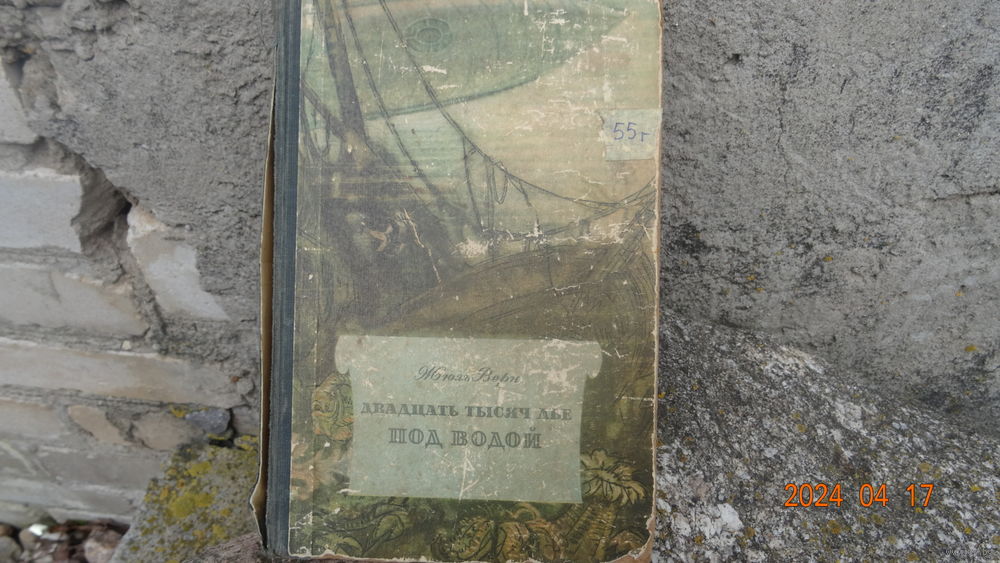 55г
Жюль Верн
ДВАДЦАТЬ ТЫСЯЧ ЛЬЕ
ПОД ВОДОЙ
2024 04 17